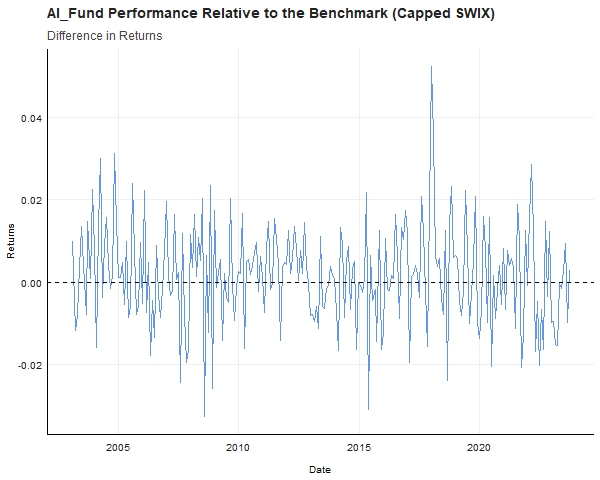 AI_Fund Performance Relative to the Benchmark (Capped SWIX)
Difference in Returns
0.04
0.02
0.00
-0.02
Returns
2005 2010 2015 2020
Date